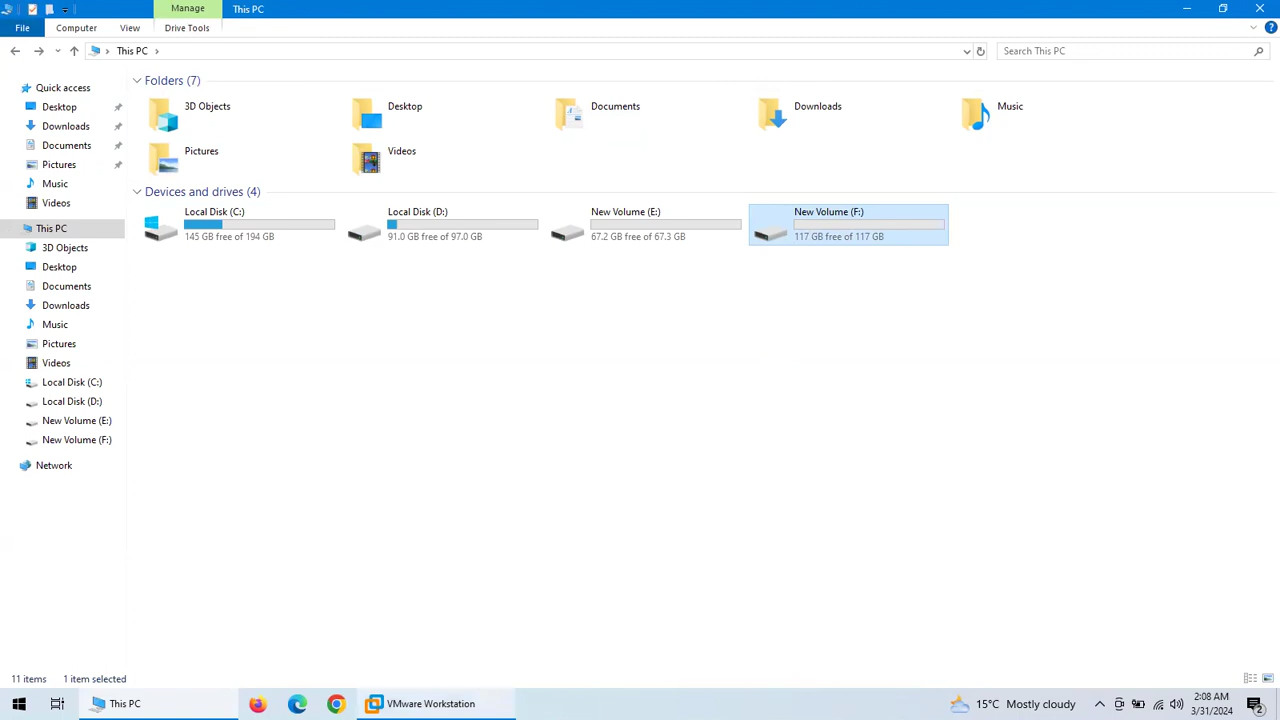 Manage
This PC
File
Computer
View
Drive Tools
This PC
Search This PC
Quick access
Desktop
Downloads
Documents
Pictures
Music
Videos
This PC
3D Objects
Desktop
Documents
Downloads
Music
Pictures
Videos
Local Disk (C:)
Local Disk (D:)
New Volume (E:)
New Volume (F:)
Network
Folders (7)
3D Objects
Desktop
Documents
Downloads
Music
Pictures
Videos
Devices and drives (4)
Local Disk (C:)
145 GB free of 194 GB
Local Disk (D:)
91.0 GB free of 97.0 GB
New Volume (E:)
67.2 GB free of 67.3 GB
New Volume (F:)
117 GB free of 117 GB
11 items
1 item selected
This PC
VMware Workstation
15°C Mostly cloudy
2:08 AM
3/31/2024
2